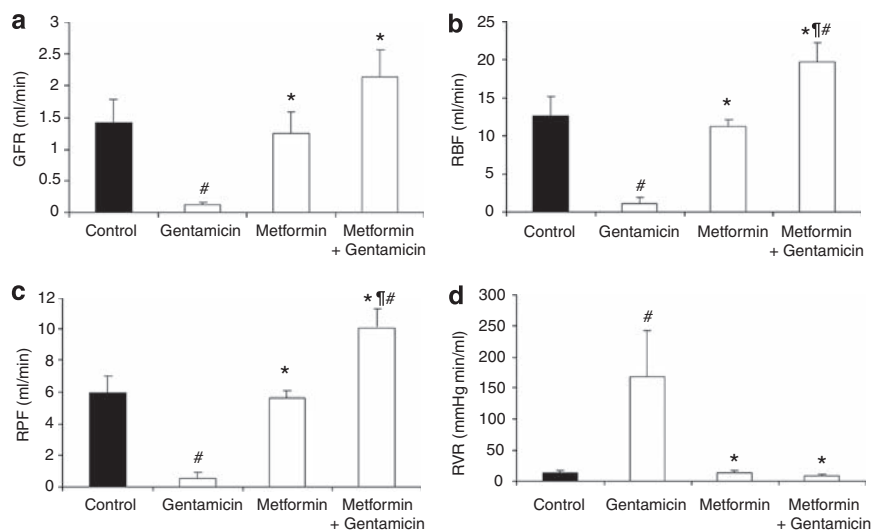 a
3
2.5
2
1.5
1
0.5
0
GFR (ml/min)
#
*
*
Control Gentamicin Metformin Metformin
+ Gentamicin
b
25
20
15
10
5
0
RBF (ml/min)
#
*
*¶#
Control Gentamicin Metformin Metformin
+ Gentamicin
c
12
10
8
6
4
2
0
RPF (ml/min)
#
*
*¶#
Control Gentamicin Metformin Metformin
+ Gentamicin
d
300
250
200
150
100
50
0
RVR (mmHg min/ml)
#
*
*
Control Gentamicin Metformin Metformin
+ Gentamicin